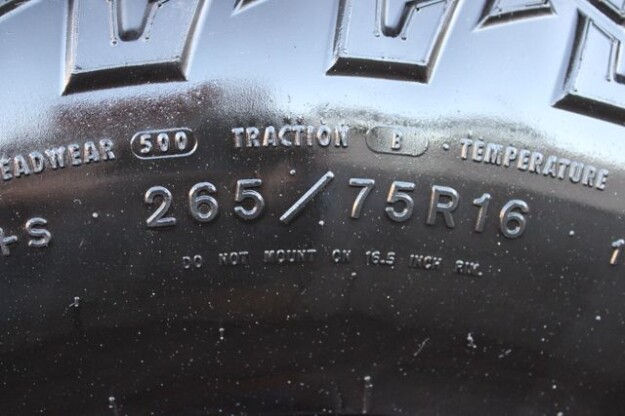 EADWEAR 500 TRACTION B · TEMPERATURE
265/75R16
+S
DO NOT MOUNT ON 16.5 INCH RIM.